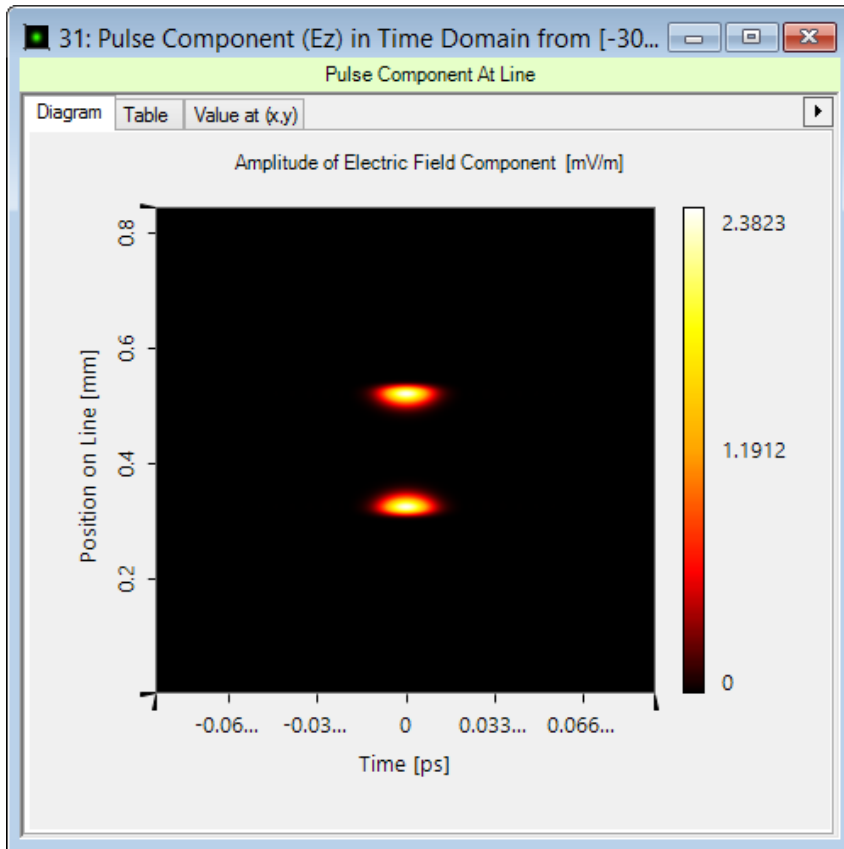 31: Pulse Component (Ez) in Time Domain from [-30...
Pulse Component At Line
Diagram Table Value at (x,y)
Amplitude of Electric Field Component [mV/m]
0.8
0.6
0.4
0.2
Position on Line [mm]
2.3823
1.1912
0
-0.06... -0.03... 0 0.033... 0.066...
Time [ps]